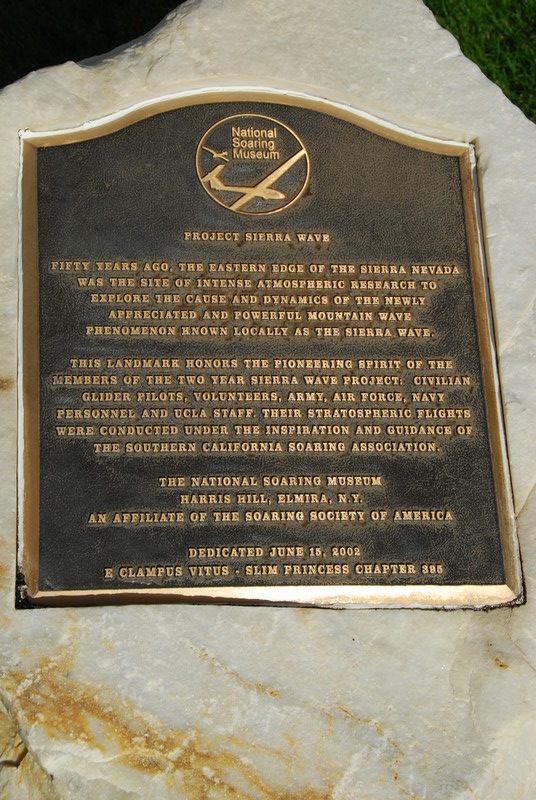 National
Soaring
Museum
PROJECT SIERRA WAVE
FIFTY YEARS AGO, THE EASTERN EDGE OF THE SIERRA NEVADA
WAS THE SITE OF INTENSE ATMOSPHERIC RESEARCH TO
EXPLORE THE CAUSE AND DYNAMICS OF THE NEWLY
APPRECIATED AND POWERFUL MOUNTAIN WAVE
PHENOMENON KNOWN LOCALLY AS THE SIERRA WAVE.
THIS LANDMARK HONORS THE PIONEERING SPIRIT OF THE
MEMBERS OF THE TWO YEAR SIERRA WAVE PROJECT: CIVILIAN
GLIDER PILOTS, VOLUNTEERS, ARMY, AIR FORCE, NAVY
PERSONNEL AND UCLA STAFF. THEIR STRATOSPHERIC FLIGHTS
WERE CONDUCTED UNDER THE INSPIRATION AND GUIDANCE OF
THE SOUTHERN CALIFORNIA SOARING ASSOCIATION.
THE NATIONAL SOARING MUSEUM
HARRIS HILL, ELMIRA, N.Y.
AN AFFILIATE OF THE SOARING SOCIETY OF AMERICA
DEDICATED JUNE 15, 2002
E CLAMPUS VITUS - SLIM PRINCESS CHAPTER 395